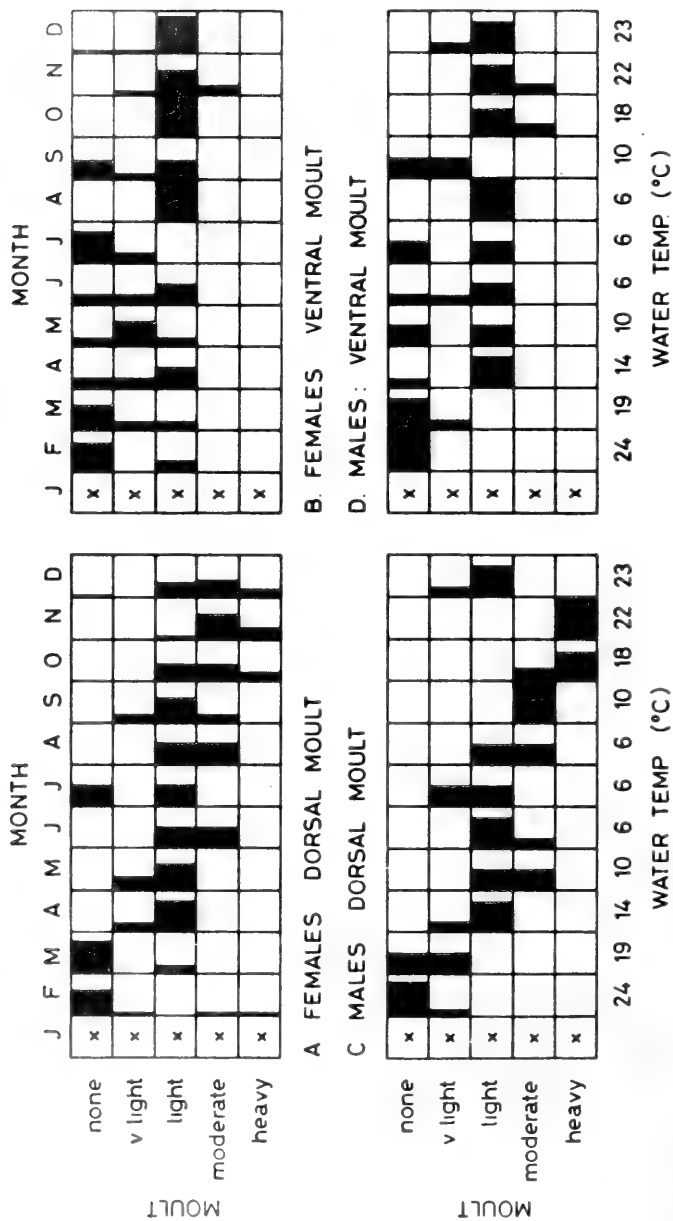 MONTH
J F M A M J J A S O N D
MOULT
none x
v light x
light x
moderate x
heavy x
A FEMALES DORSAL MOULT
MONTH
J F M A M J J A S O N D
x
x
x
x
x
B. FEMALES VENTRAL MOULT
C MALES DORSAL MOULT
MOULT
none x
v light x
light x
moderate x
heavy x
24 19 14 10 6 6 6 10 18 22 23
WATER TEMP (°C)
D. MALES: VENTRAL MOULT
x
x
x
x
x
24 19 14 10 6 6 6 10 18 22 23
WATER TEMP. (°C)